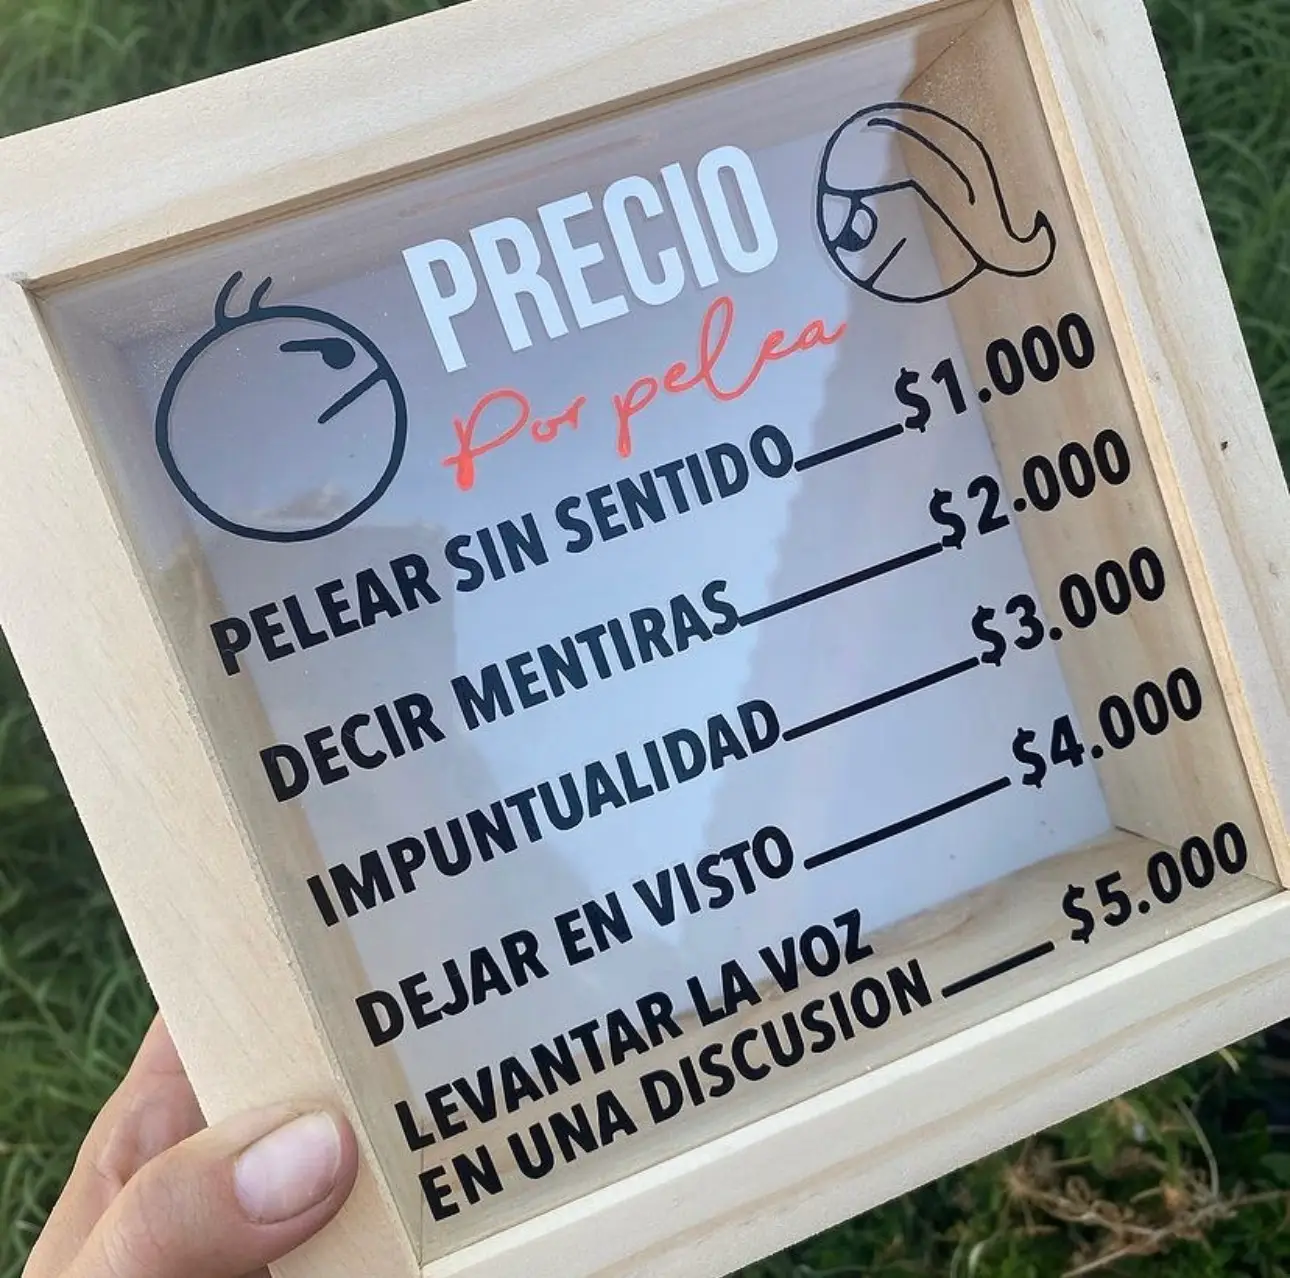 PRECIO
Por pelea
PELEAR SIN SENTIDO $1.000
DECIR MENTIRAS $2.000
IMPUNTUALIDAD $3.000
DEJAR EN VISTO $4.000
LEVANTAR LA VOZ
EN UNA DISCUSION $5.000